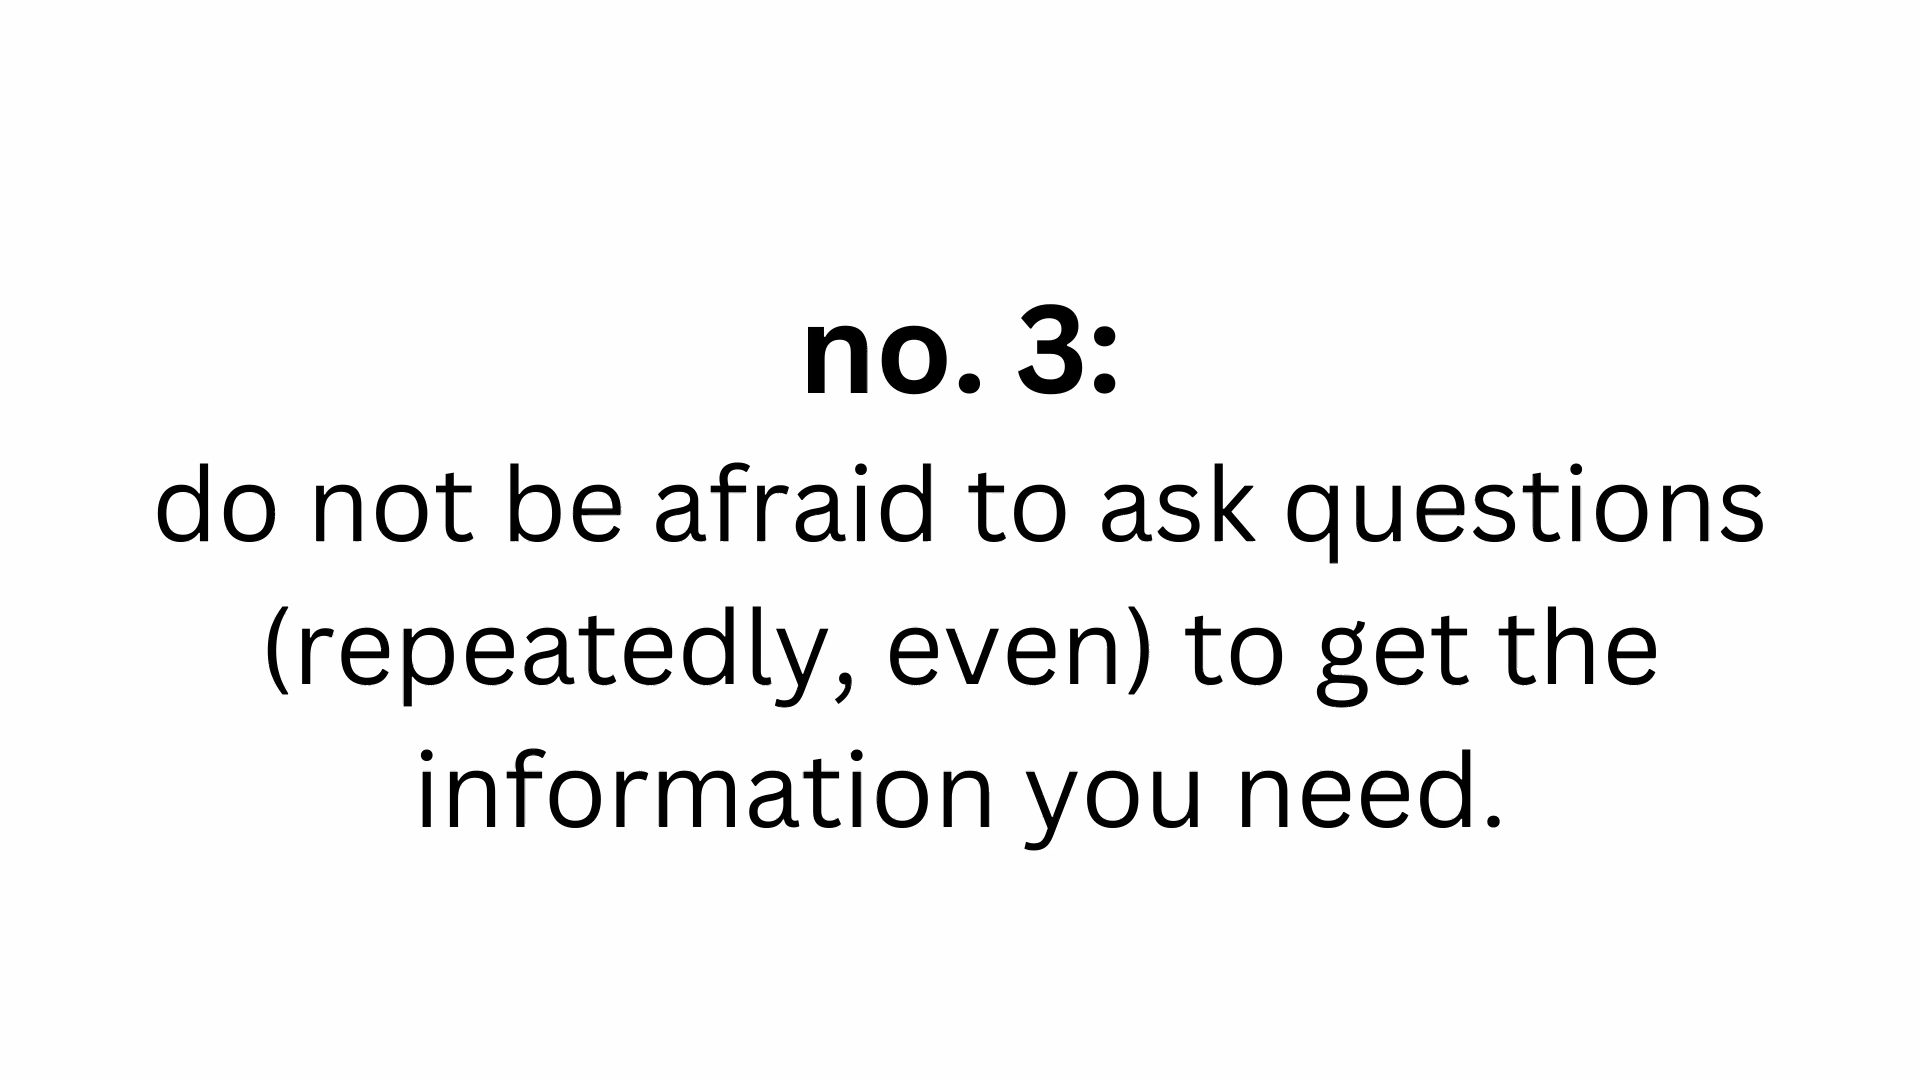 no. 3:
do not be afraid to ask questions
(repeatedly, even) to get the
information you need.